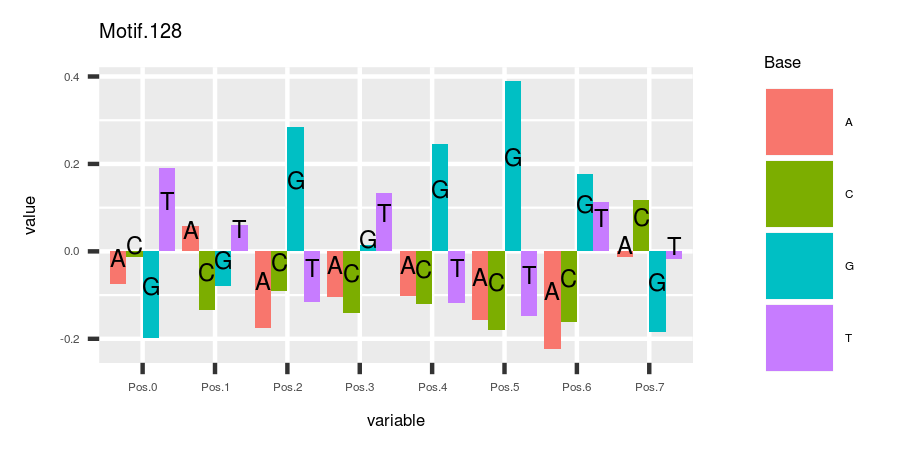 Motif.128
Base
0.4
0.2
0.0
-0.2
value
A C G T A C G T A C G T A C G T A C G T A C G T A C G T A C G T
Pos.0 Pos.1 Pos.2 Pos.3 Pos.4 Pos.5 Pos.6 Pos.7
variable
A
C
G
T